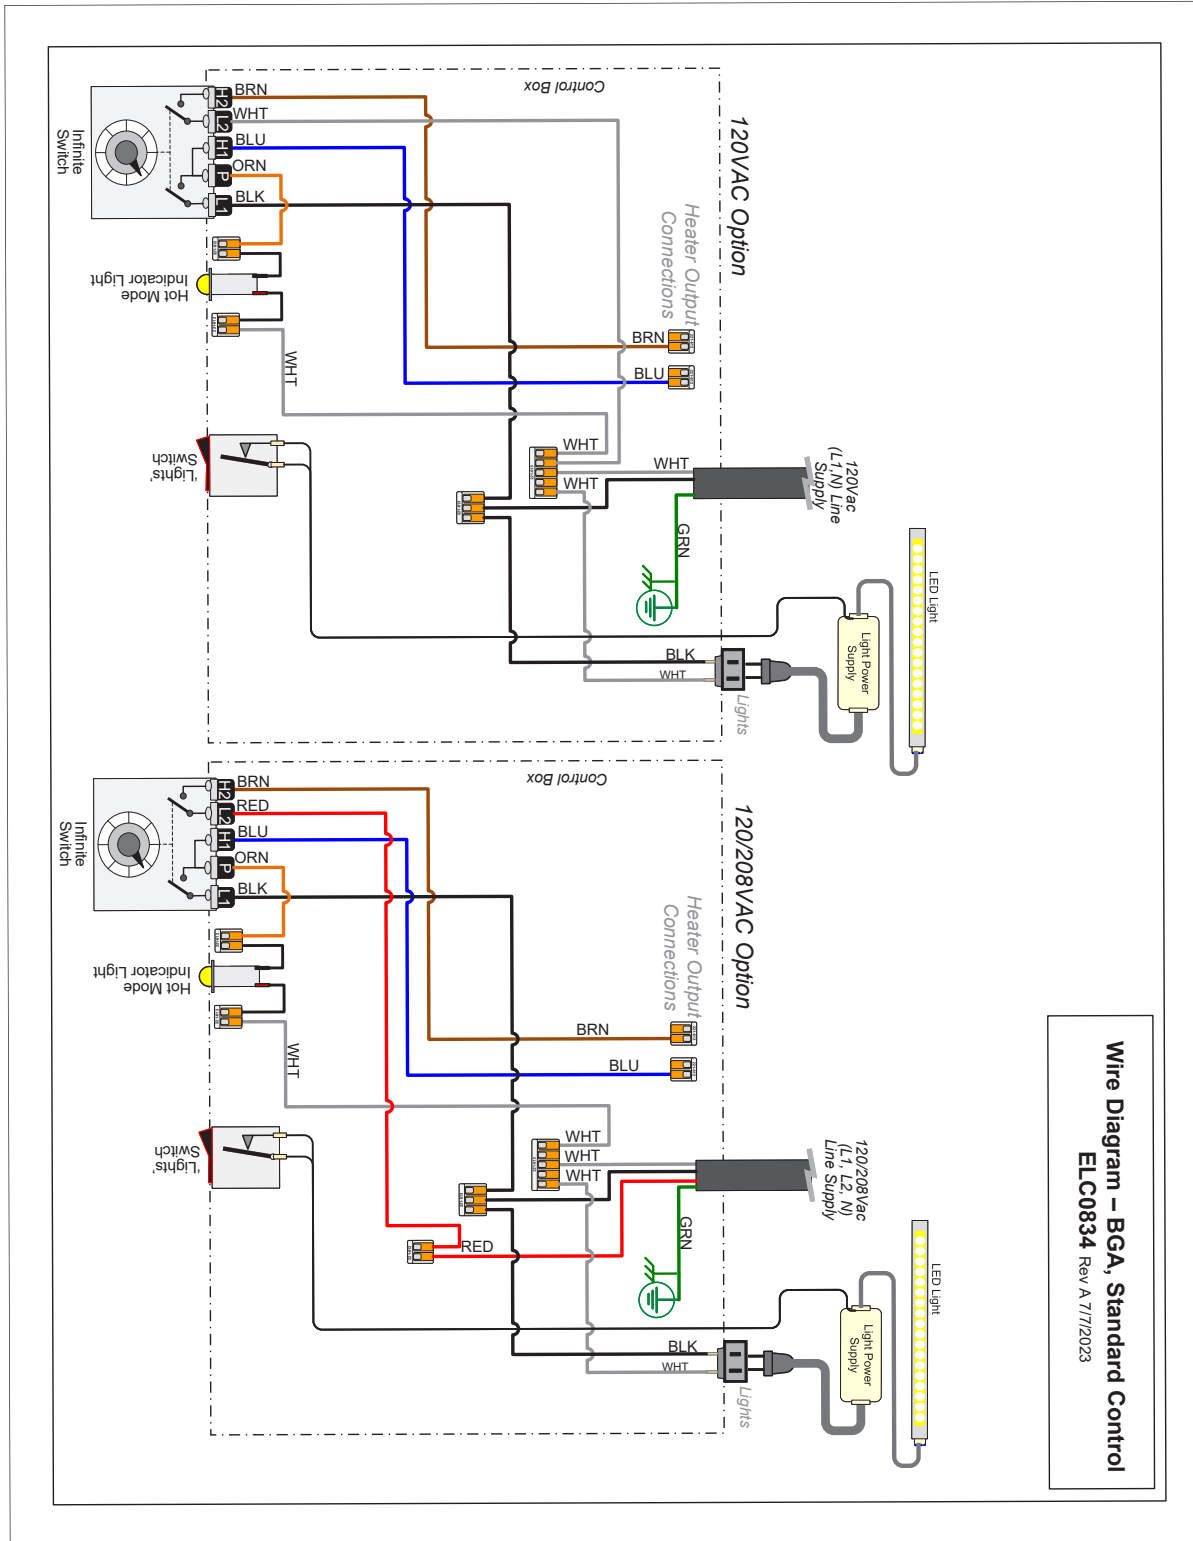 Wire Diagram – BGA, Standard Control
ELC0834 Rev A 7/7/2023
120VAC Option
Control Box
Infinite
Switch
H2
L2
H1
P
L1
BRN
WHT
BLU
ORN
BLK
Hot Mode
Indicator Light
WHT
'Lights'
Switch
Heater Output
Connections
BRN
BLU
WHT
WHT
WHT
120Vac
(L1,N) Line
Supply
GRN
BLK
WHT
Lights
Light Power
Supply
LED Light
120/208VAC Option
Control Box
Infinite
Switch
H2
L2
H1
P
L1
BRN
RED
BLU
ORN
BLK
Hot Mode
Indicator Light
WHT
'Lights'
Switch
Heater Output
Connections
BRN
BLU
WHT
WHT
WHT
RED
120/208Vac
(L1, L2, N)
Line Supply
GRN
BLK
WHT
Lights
Light Power
Supply
LED Light